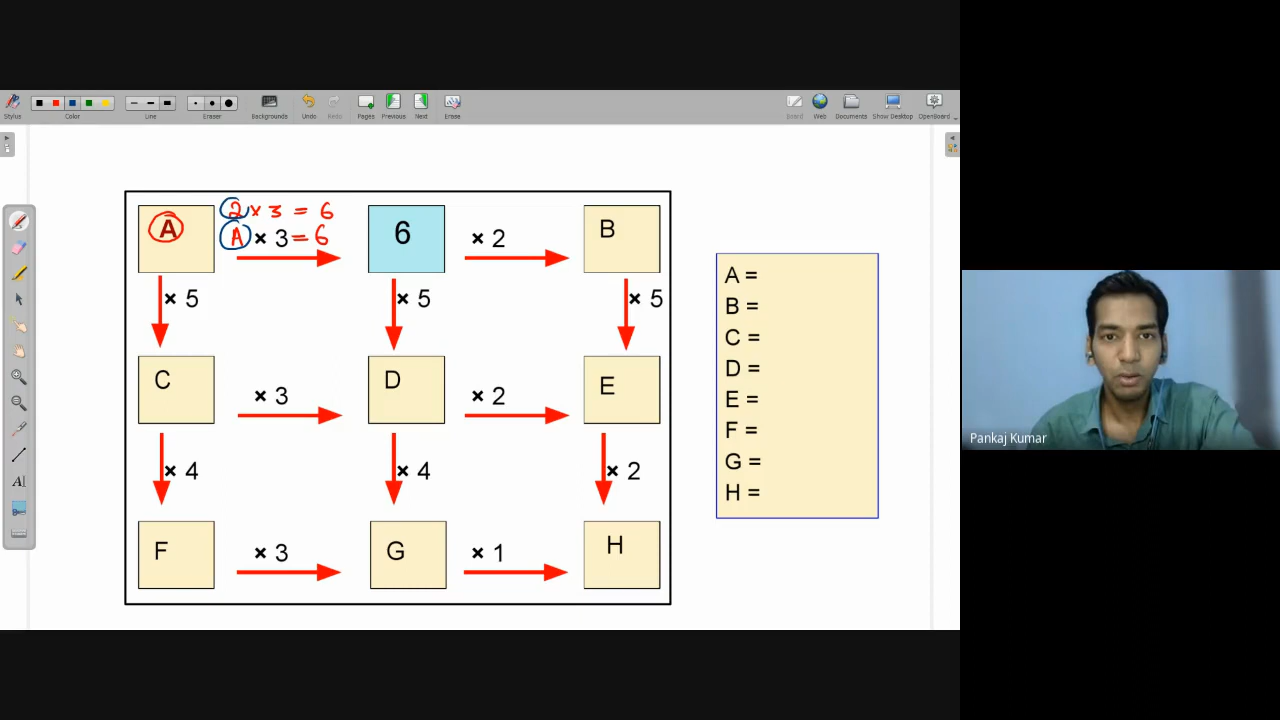 Stylus Color Line Eraser Backgrounds Undo Redo Pages Previous Next Erase Board Web Documents Show Desktop OpenBoard
A 2 × 3 = 6
A × 3 = 6 6 × 2 B
× 5 × 5 × 5
C × 3 D × 2 E
× 4 × 4 × 2
F × 3 G × 1 H
A =
B =
C =
D =
E =
F =
G =
H =
Pankaj Kumar